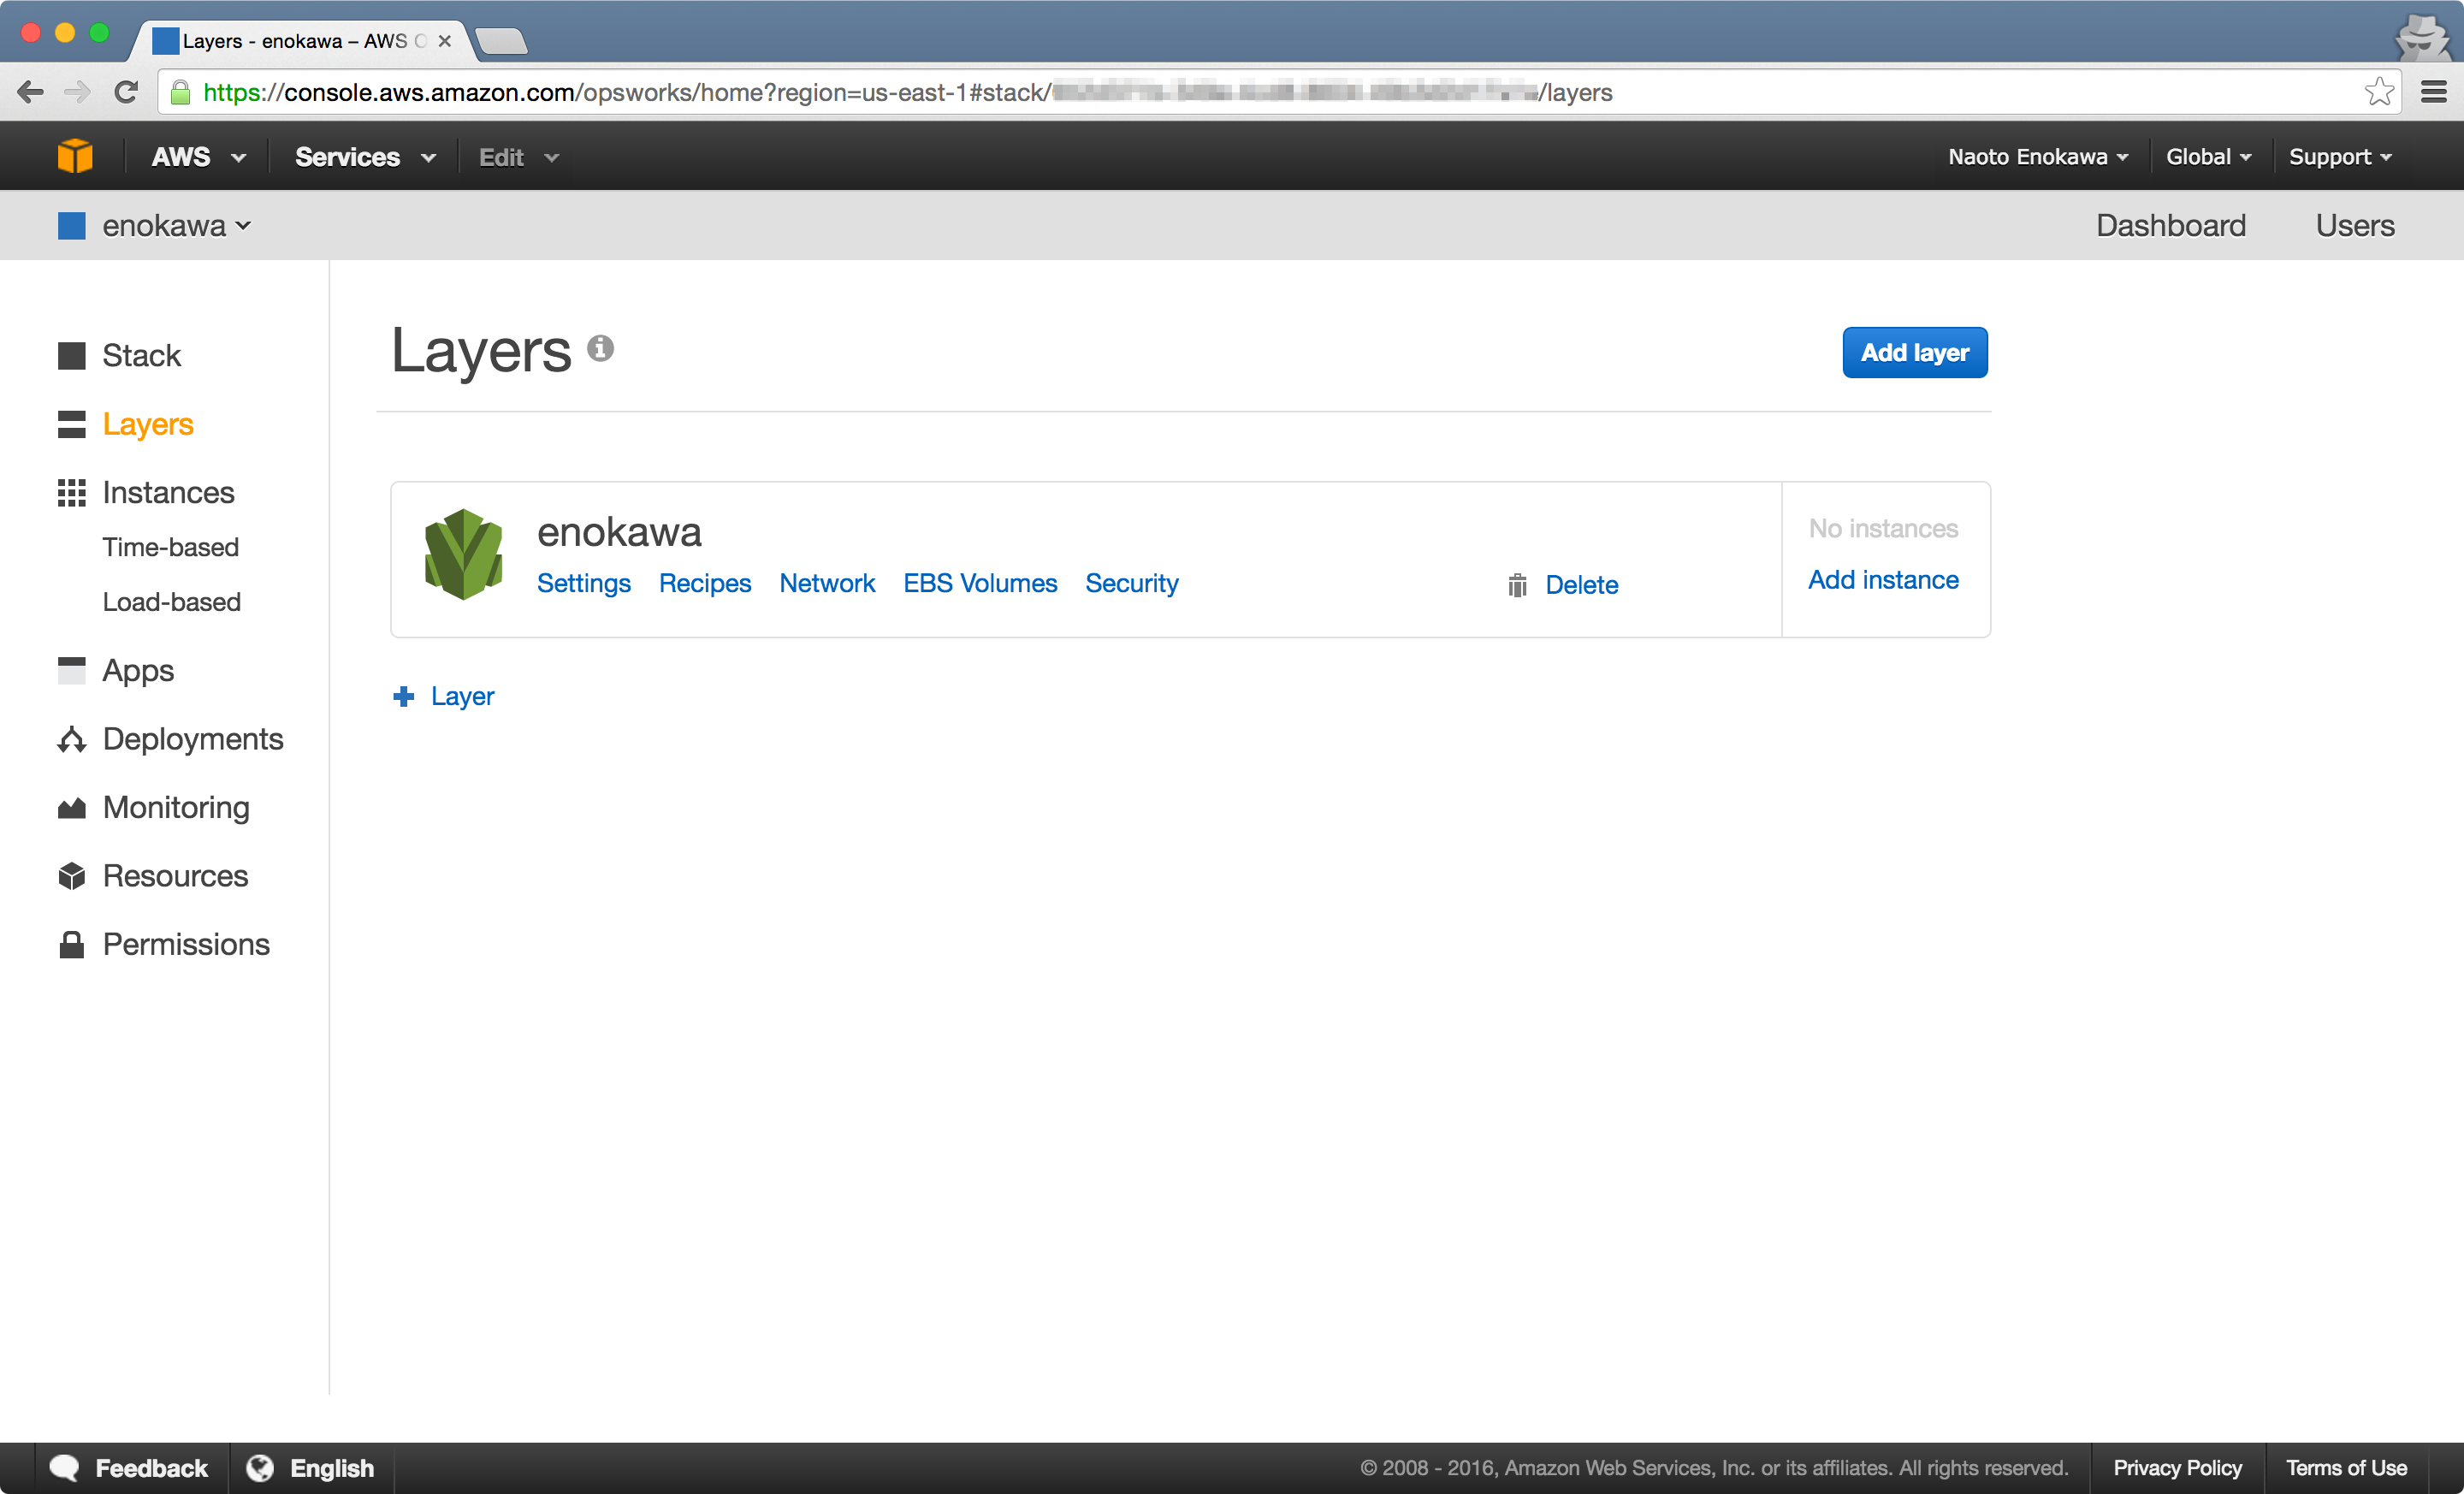 Layers - enokawa – AWS O
https://console.aws.amazon.com/opsworks/home?region=us-east-1#stack/ /layers
AWS Services Edit Naoto Enokawa Global Support
enokawa Dashboard Users
Stack
Layers
Instances
Time-based
Load-based
Apps
Deployments
Monitoring
Resources
Permissions
Layers
Add layer
enokawa
Settings Recipes Network EBS Volumes Security Delete
No instances
Add instance
Layer
Feedback English © 2008 - 2016, Amazon Web Services, Inc. or its affiliates. All rights reserved. Privacy Policy Terms of Use